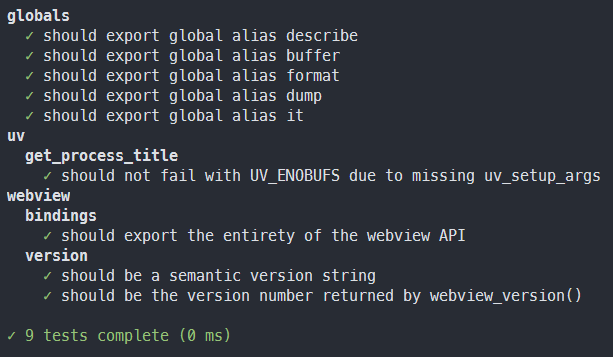 globals
✓ should export global alias describe
✓ should export global alias buffer
✓ should export global alias format
✓ should export global alias dump
✓ should export global alias it
uv
get_process_title
✓ should not fail with UV_ENOBUFS due to missing uv_setup_args
webview
bindings
✓ should export the entirety of the webview API
version
✓ should be a semantic version string
✓ should be the version number returned by webview_version()
✓ 9 tests complete (0 ms)